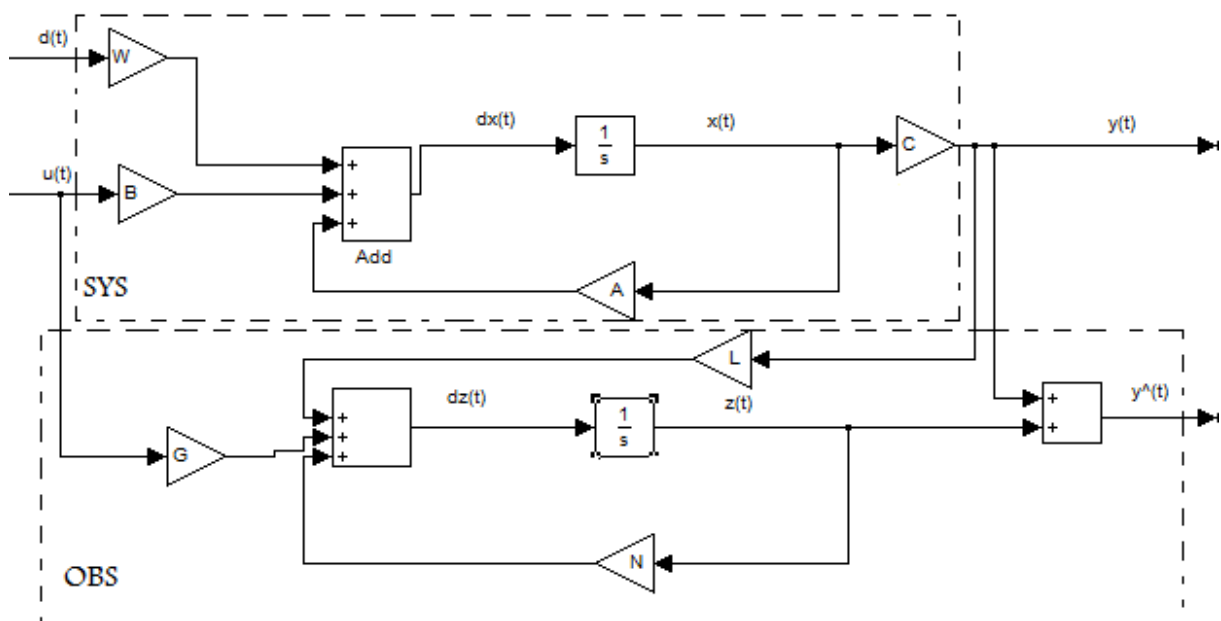 d(t)
W
dx(t)
1
s
x(t)
C
y(t)
u(t)
B
+
+
+
Add
A
SYS
L
dz(t)
1
s
z(t)
y^(t)
+
+
+
+
+
G
N
OBS